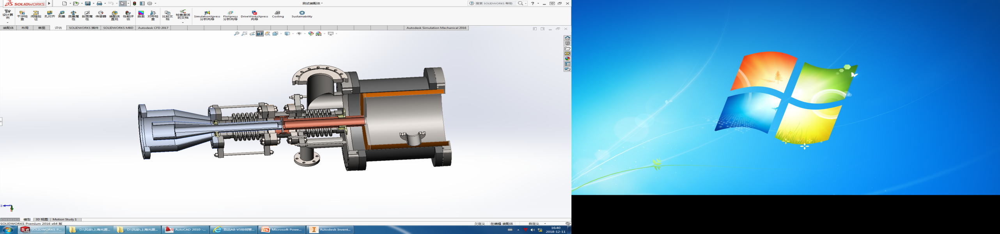 SOLIDWORKS
测试装配体 *
搜索 SOLIDWORKS 帮助
设计算例
干涉检查
间隙验证
孔对齐
测量
质量属性
剖面属性
传感器
装配体直观
性能评估
曲率
对称检查
比较文档
检查激活的文档
SimulationXpress 分析向导
FloXpress 分析向导
DriveWorksXpress 向导
Costing
Sustainability
装配体 布局 草图 评估 SOLIDWORKS 插件 SOLIDWORKS MBD Autodesk CFD 2017 Autodesk Simulation Mechanical 2016
Z
模型 3D 视图 Motion Study 1
SOLIDWORKS Premium 2016 x64 版
欠定义 在编辑 装配体 自定义
SOLIDWORKS P...
D:\民品\上海光源...
D:\民品\上海光源...
AutoCAD 2010 -...
致远A8-V5协同管...
Microsoft Powe...
Autodesk Invent...
16:40
2018-12-11